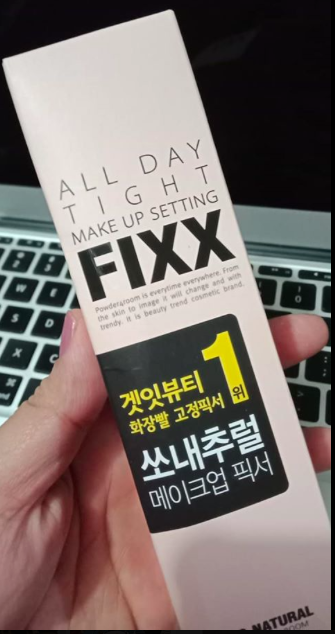 ALL DAY
TIGHT
MAKE UP SETTING
FIXX
Powder4room is everytime everywhere. From
the skin to image it will change and with
trendy. it is beauty trend cosmetic brand.
겟잇뷰티 1위
화장빨 고정픽서
쏘내추럴
메이크업 픽서
NATURAL
W
E
S
D
X